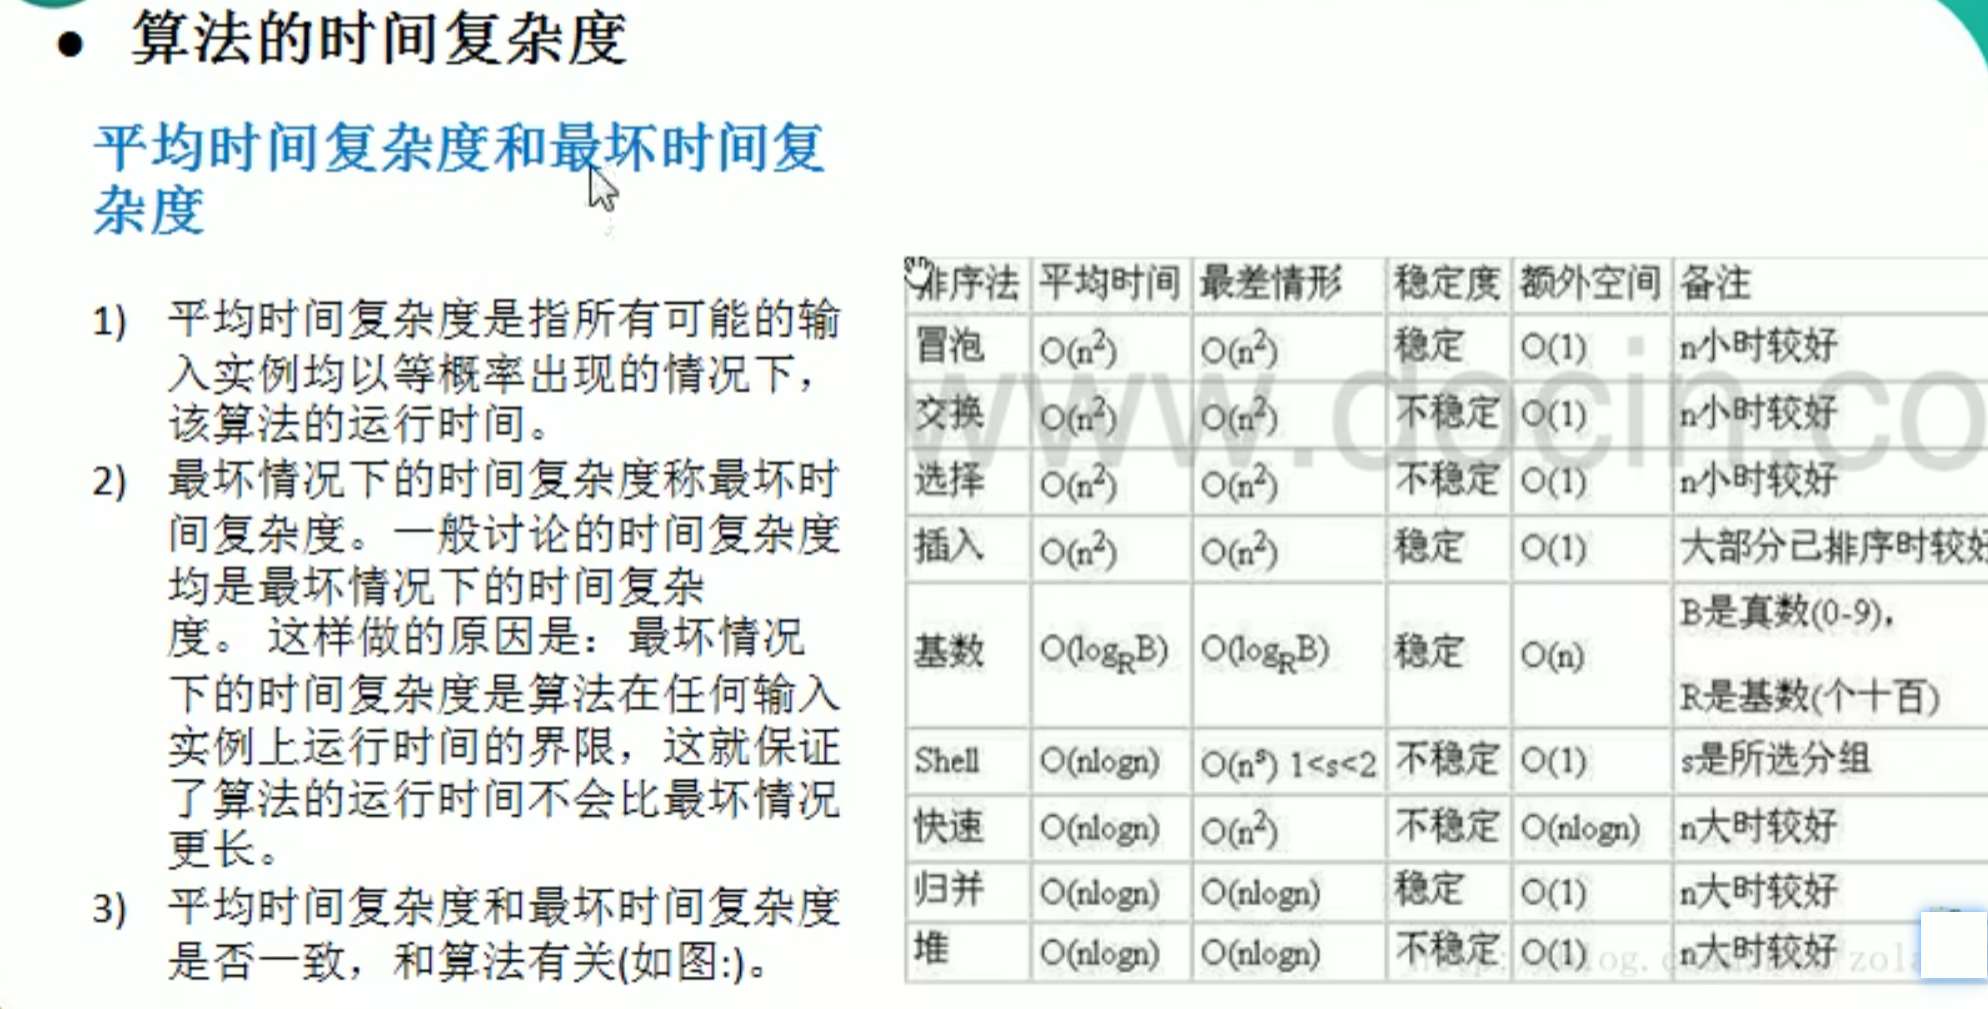 ● 算法的时间复杂度
平均时间复杂度和最坏时间复
杂度
1) 平均时间复杂度是指所有可能的输
入实例均以等概率出现的情况下，
该算法的运行时间。
2) 最坏情况下的时间复杂度称最坏时
间复杂度。一般讨论的时间复杂度
均是最坏情况下的时间复杂
度。 这样做的原因是：最坏情况
下的时间复杂度是算法在任何输入
实例上运行时间的界限，这就保证
了算法的运行时间不会比最坏情况
更长。
3) 平均时间复杂度和最坏时间复杂度
是否一致，和算法有关(如图:)。
排序法 平均时间 最差情形 稳定度 额外空间 备注
冒泡 O(n²) O(n²) 稳定 O(1) n小时较好
交换 O(n²) O(n²) 不稳定 O(1) n小时较好
选择 O(n²) O(n²) 不稳定 O(1) n小时较好
插入 O(n²) O(n²) 稳定 O(1) 大部分已排序时较好
基数 O(logRB) O(logRB) 稳定 O(n) B是真数(0-9)，
R是基数(个十百)
Shell O(nlogn) O(nˢ) 1<s<2 不稳定 O(1) s是所选分组
快速 O(nlogn) O(n²) 不稳定 O(nlogn) n大时较好
归并 O(nlogn) O(nlogn) 稳定 O(1) n大时较好
堆 O(nlogn) O(nlogn) 不稳定 O(1) n大时较好
www.docin.co